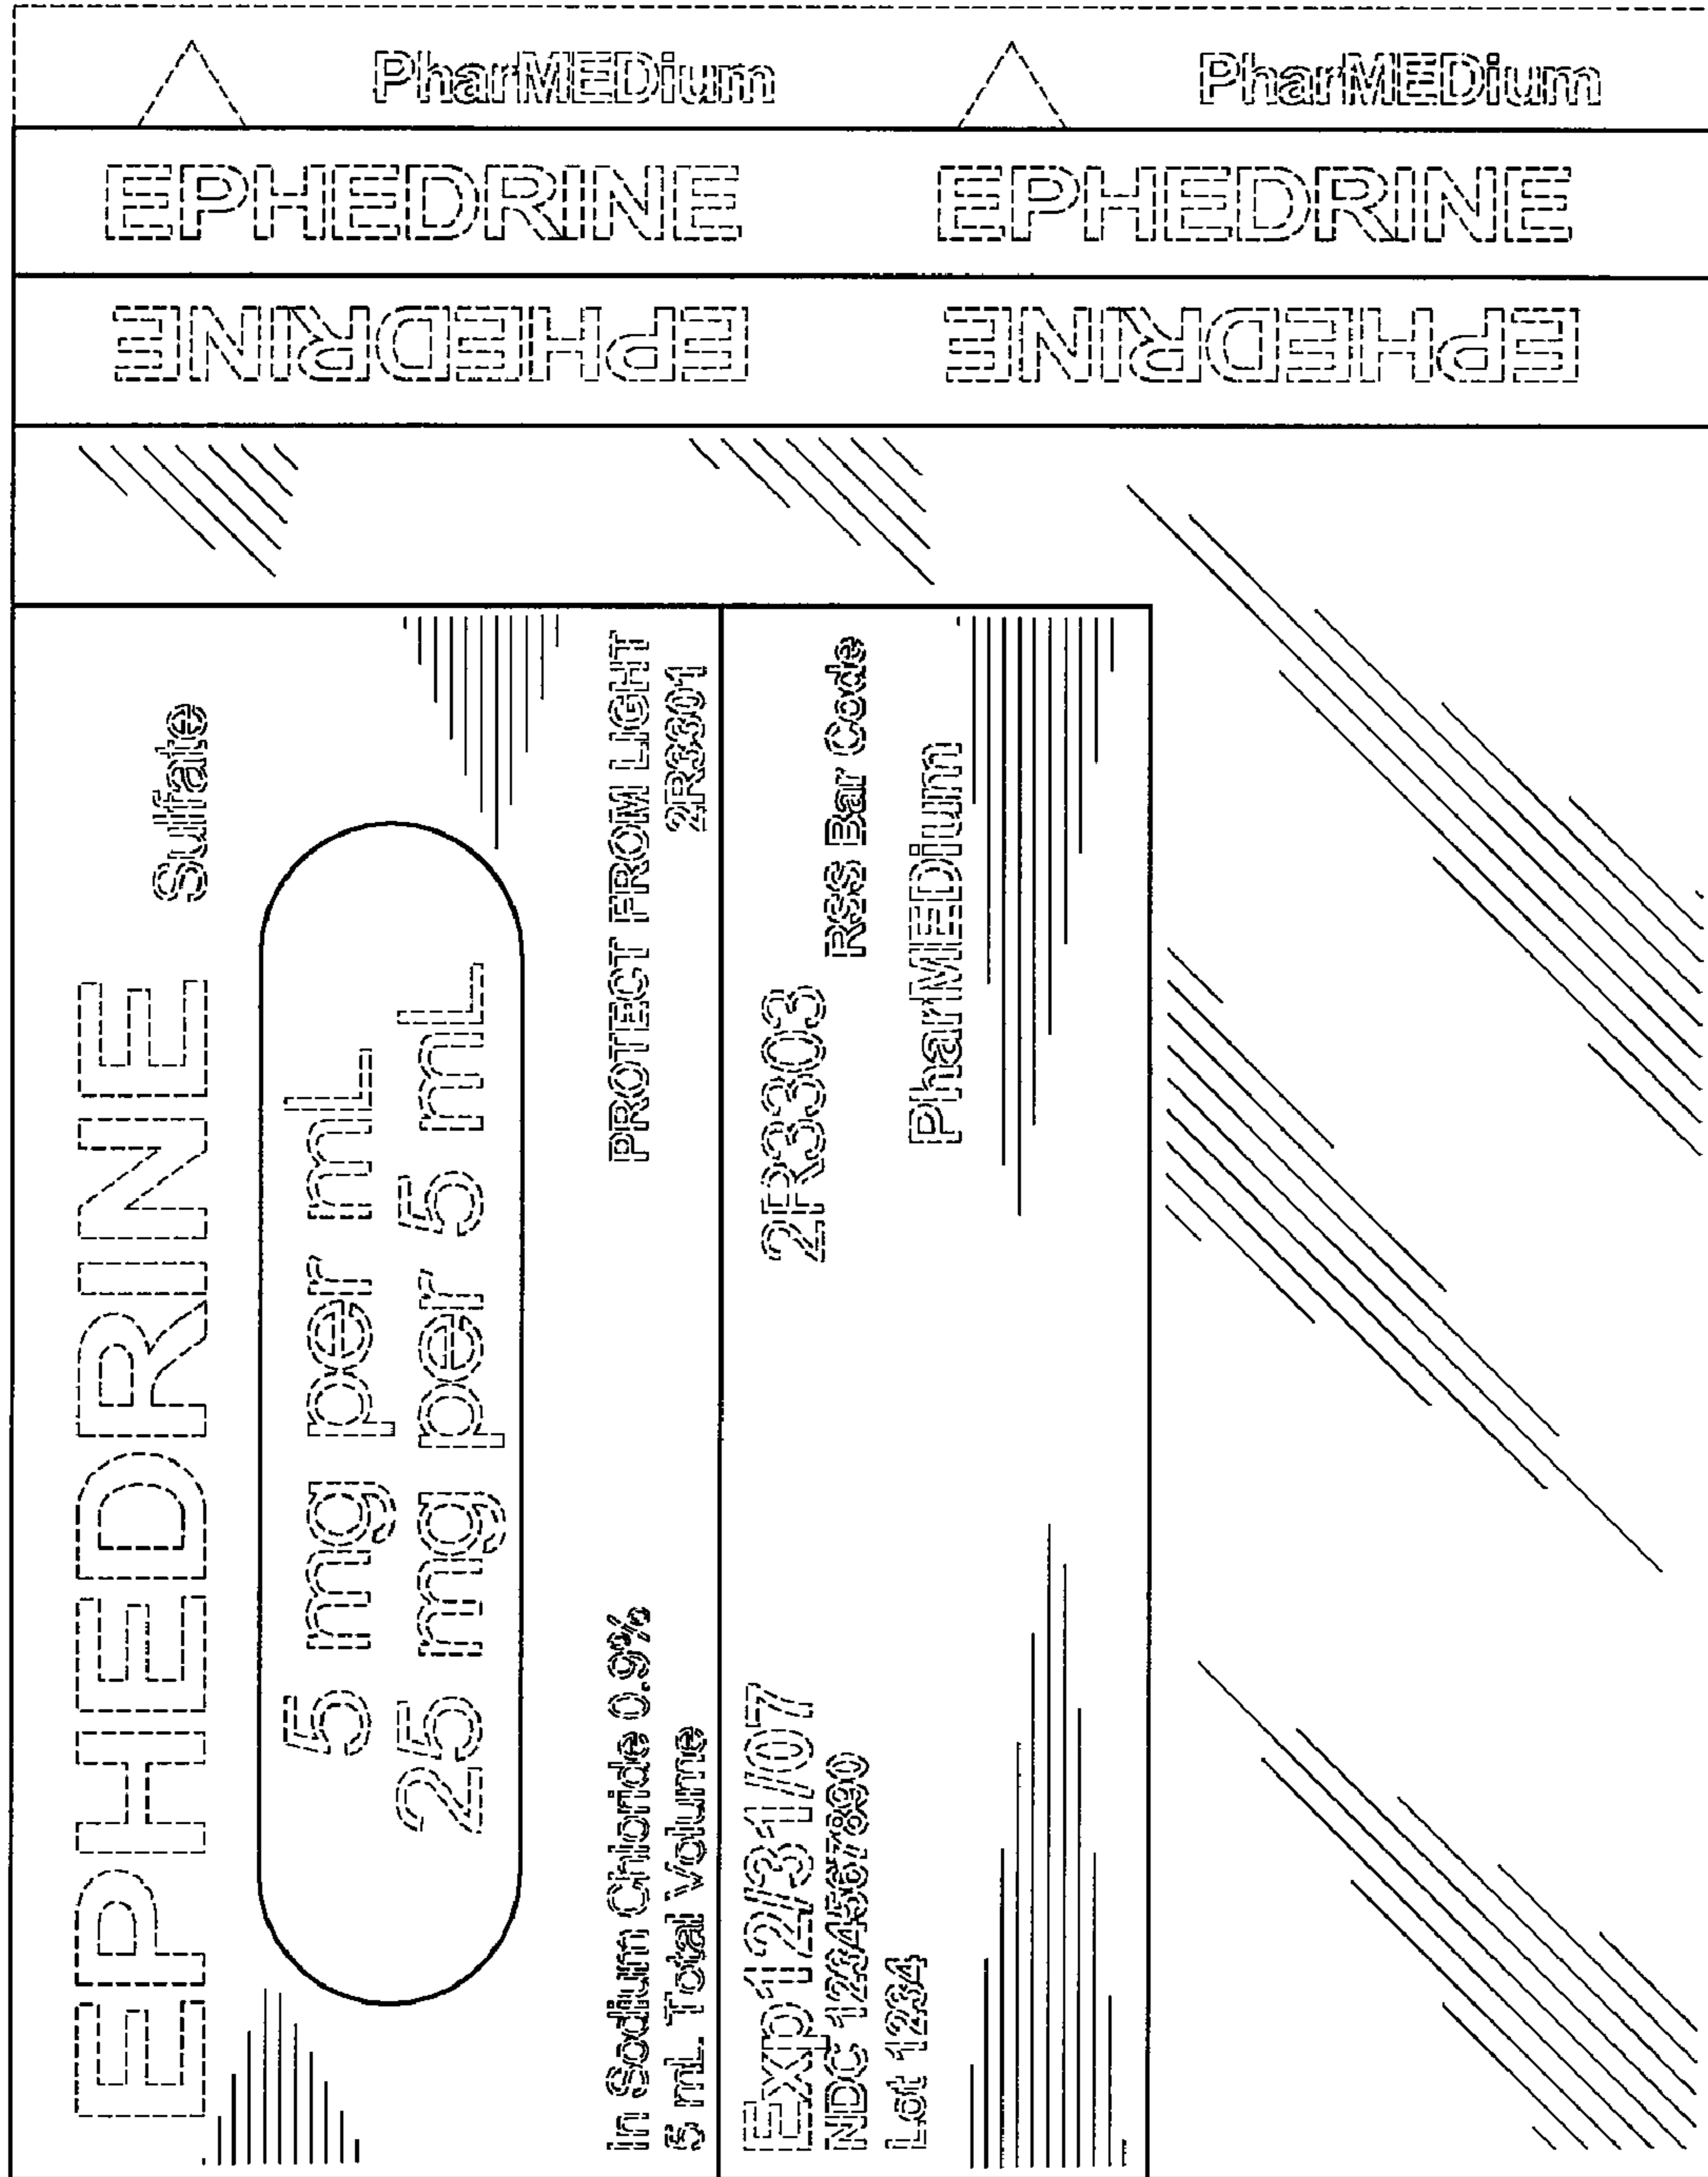 PharMEDium PharMEDium
EPHEDRINE EPHEDRINE
EPHEDRINE EPHEDRINE
EPHEDRINE Sulfate
5 mg per mL
25 mg per 5 mL
In Sodium Chloride 0.9% PROTECT FROM LIGHT
5 mL Total Volume 2R3301
Exp12/31/07 2R3303
NDC 1234567890 RSS Bar Code
Lot 1234 PharMEDium